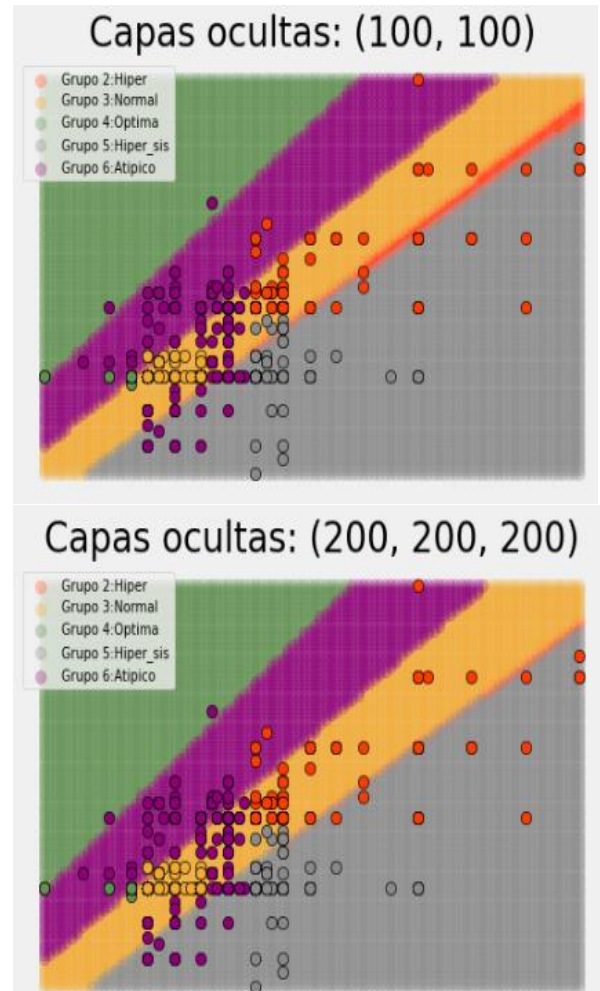 Capas ocultas: (100, 100)
Grupo 2:Hiper
Grupo 3:Normal
Grupo 4:Optima
Grupo 5:Hiper_sis
Grupo 6:Atipico
Capas ocultas: (200, 200, 200)
Grupo 2:Hiper
Grupo 3:Normal
Grupo 4:Optima
Grupo 5:Hiper_sis
Grupo 6:Atipico